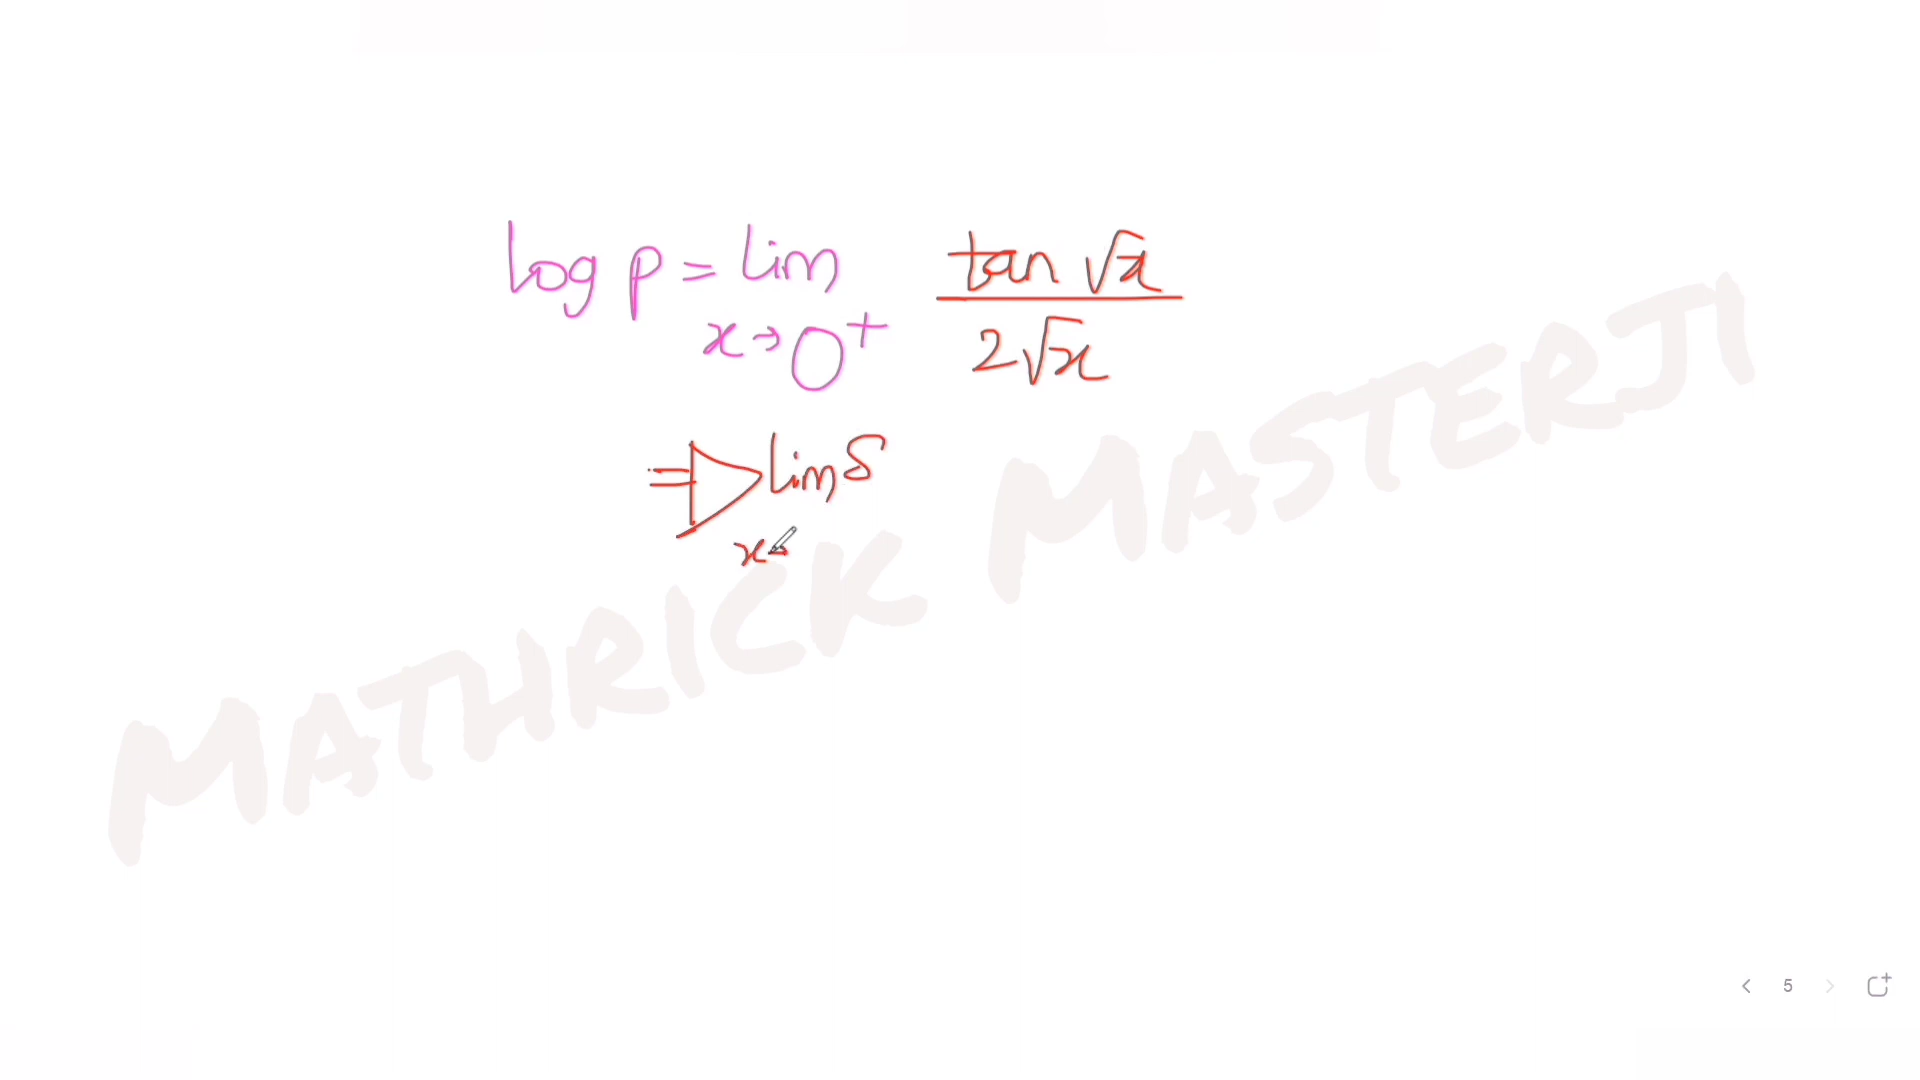 log p = lim tan √x
x→0⁺ 2√x
= lim
x→
MATHRICK MASTERJI
5